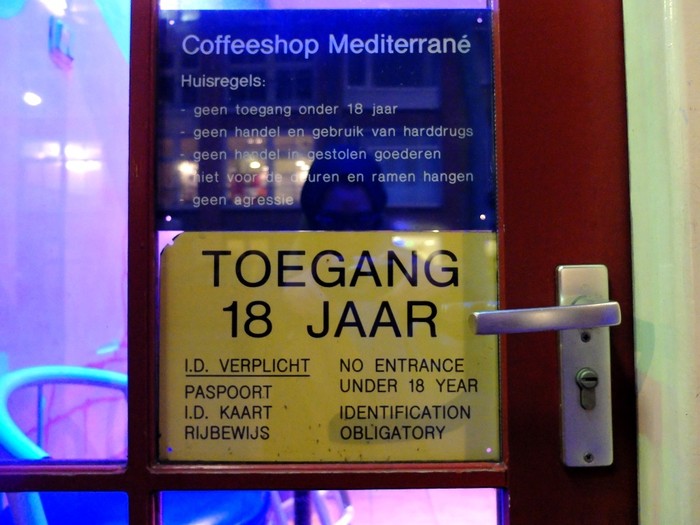 Coffeeshop Mediterrané
Huisregels:
- geen toegang onder 18 jaar
- geen handel en gebruik van harddrugs
- geen handel in gestolen goederen
- niet voor de deuren en ramen hangen
- geen agressie
TOEGANG
18 JAAR
I.D. VERPLICHT
PASPOORT
I.D. KAART
RIJBEWIJS
NO ENTRANCE
UNDER 18 YEAR
IDENTIFICATION
OBLIGATORY